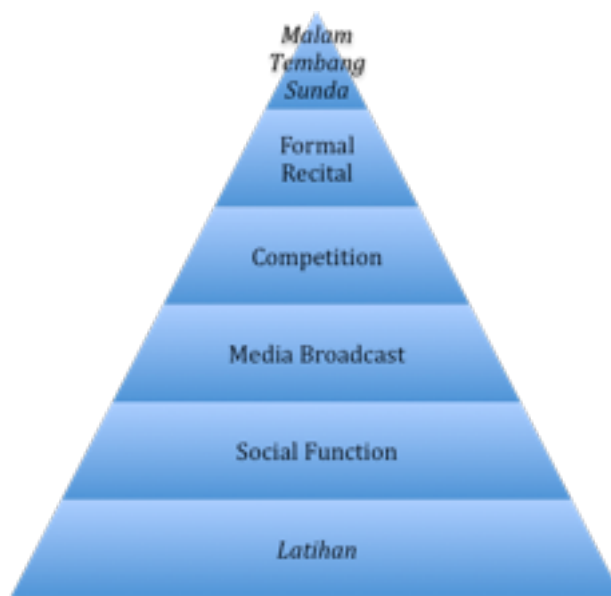 Malam
Tembang
Sunda
Formal
Recital
Competition
Media Broadcast
Social Function
Latihan